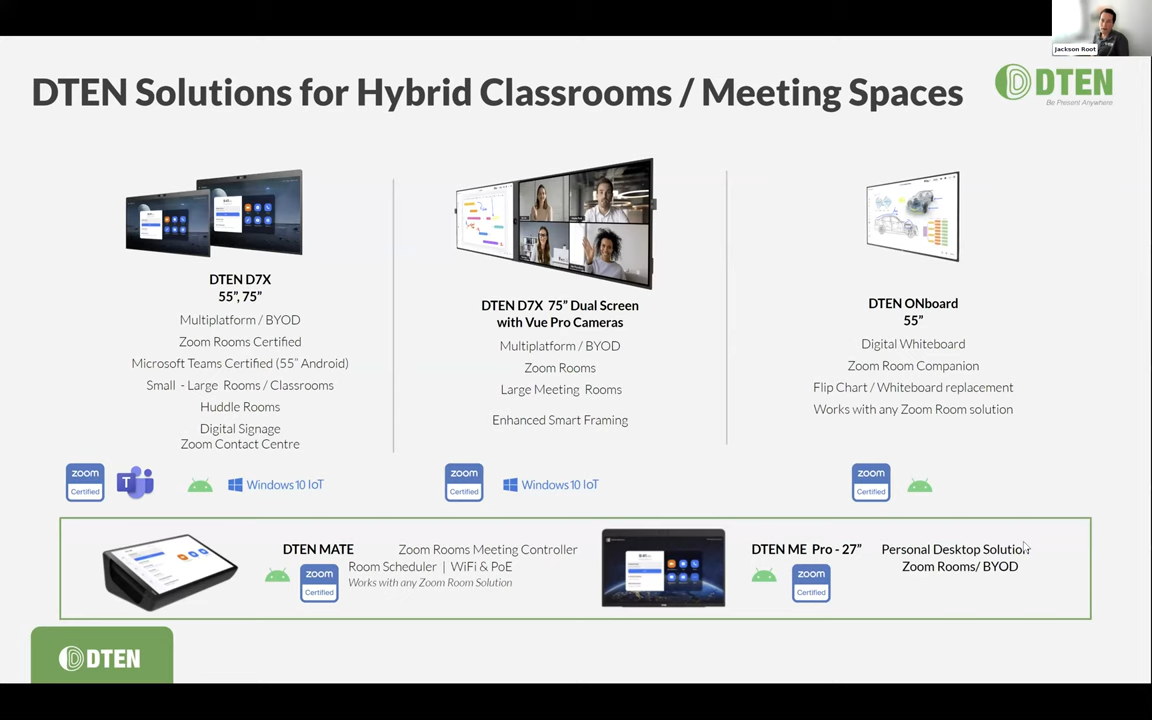 Jackson Root
DTEN Solutions for Hybrid Classrooms / Meeting Spaces
DTEN
Be Present Anywhere
DTEN D7X
55”, 75”
Multiplatform / BYOD
Zoom Rooms Certified
Microsoft Teams Certified (55” Android)
Small - Large Rooms / Classrooms
Huddle Rooms
Digital Signage
Zoom Contact Centre
zoom
Certified
T
Windows 10 IoT
DTEN D7X 75” Dual Screen
with Vue Pro Cameras
Multiplatform / BYOD
Zoom Rooms
Large Meeting Rooms
Enhanced Smart Framing
zoom
Certified
Windows 10 IoT
DTEN ONboard
55”
Digital Whiteboard
Zoom Room Companion
Flip Chart / Whiteboard replacement
Works with any Zoom Room solution
zoom
Certified
DTEN MATE Zoom Rooms Meeting Controller
Room Scheduler | WiFi & PoE
Works with any Zoom Room Solution
zoom
Certified
DTEN ME Pro - 27” Personal Desktop Solution
Zoom Rooms/ BYOD
zoom
Certified
DTEN